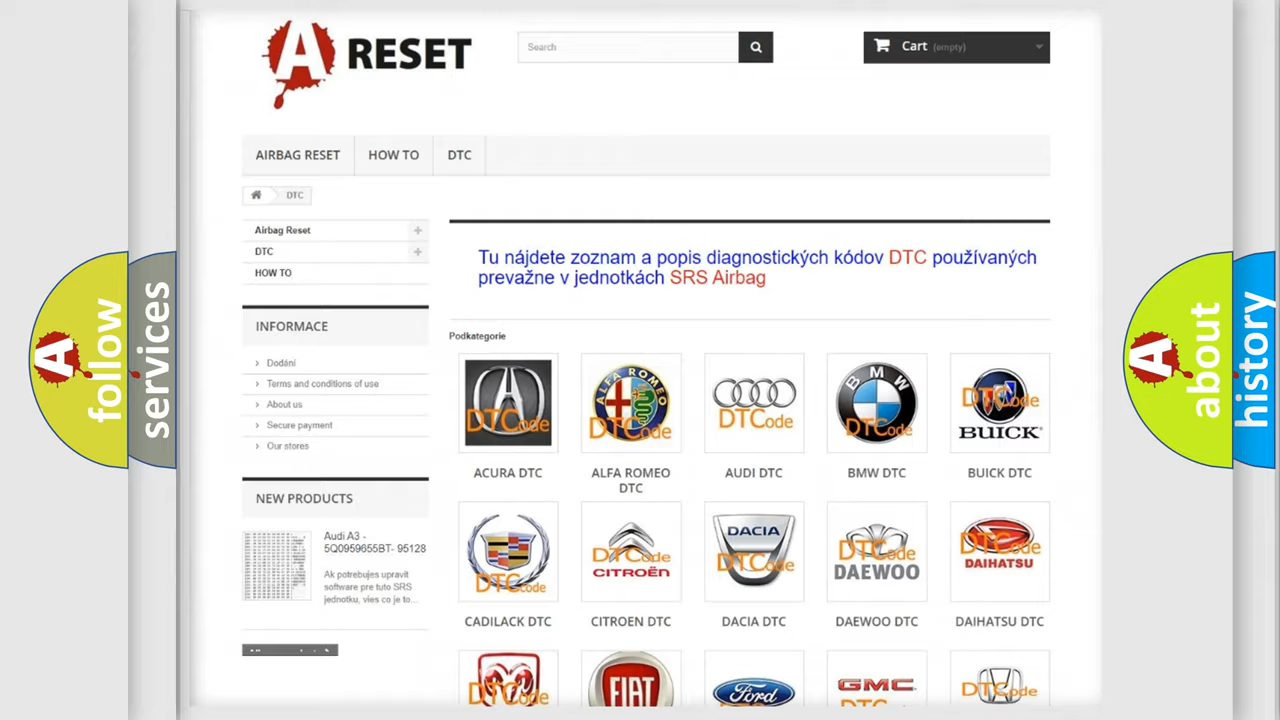 A RESET
Search
Cart (empty)
AIRBAG RESET
HOW TO
DTC
DTC
Airbag Reset
DTC
HOW TO
Tu nájdete zoznam a popis diagnostických kódov DTC používaných
prevažne v jednotkách SRS Airbag
INFORMACE
Dodání
Terms and conditions of use
About us
Secure payment
Our stores
NEW PRODUCTS
Audi A3 -
5Q0959655BT- 95128
Ak potrebujes upravit
software pre tuto SRS
jednotku, vies co je to...
Podkategorie
DTCode
ALFA ROMEO
DTCode
DTCode
BMW
DTCode
DTCode
BUICK
ACURA DTC
ALFA ROMEO
DTC
AUDI DTC
BMW DTC
BUICK DTC
DTCode
DTCode
CITROËN
DACIA
DTCode
DTCode
DAEWOO
DTCode
DAIHATSU
CADILACK DTC
CITROEN DTC
DACIA DTC
DAEWOO DTC
DAIHATSU DTC
DTCode
FIAT
Ford
GMC
DTCode
A follow
services
A about
history